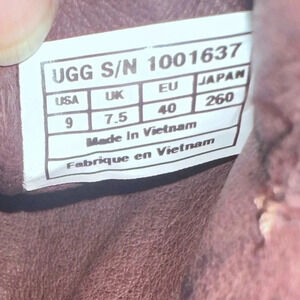 UGG S/N 1001637
USA UK EU JAPAN
9 7.5 40 260
Made in Vietnam
Fabrique en Vietnam